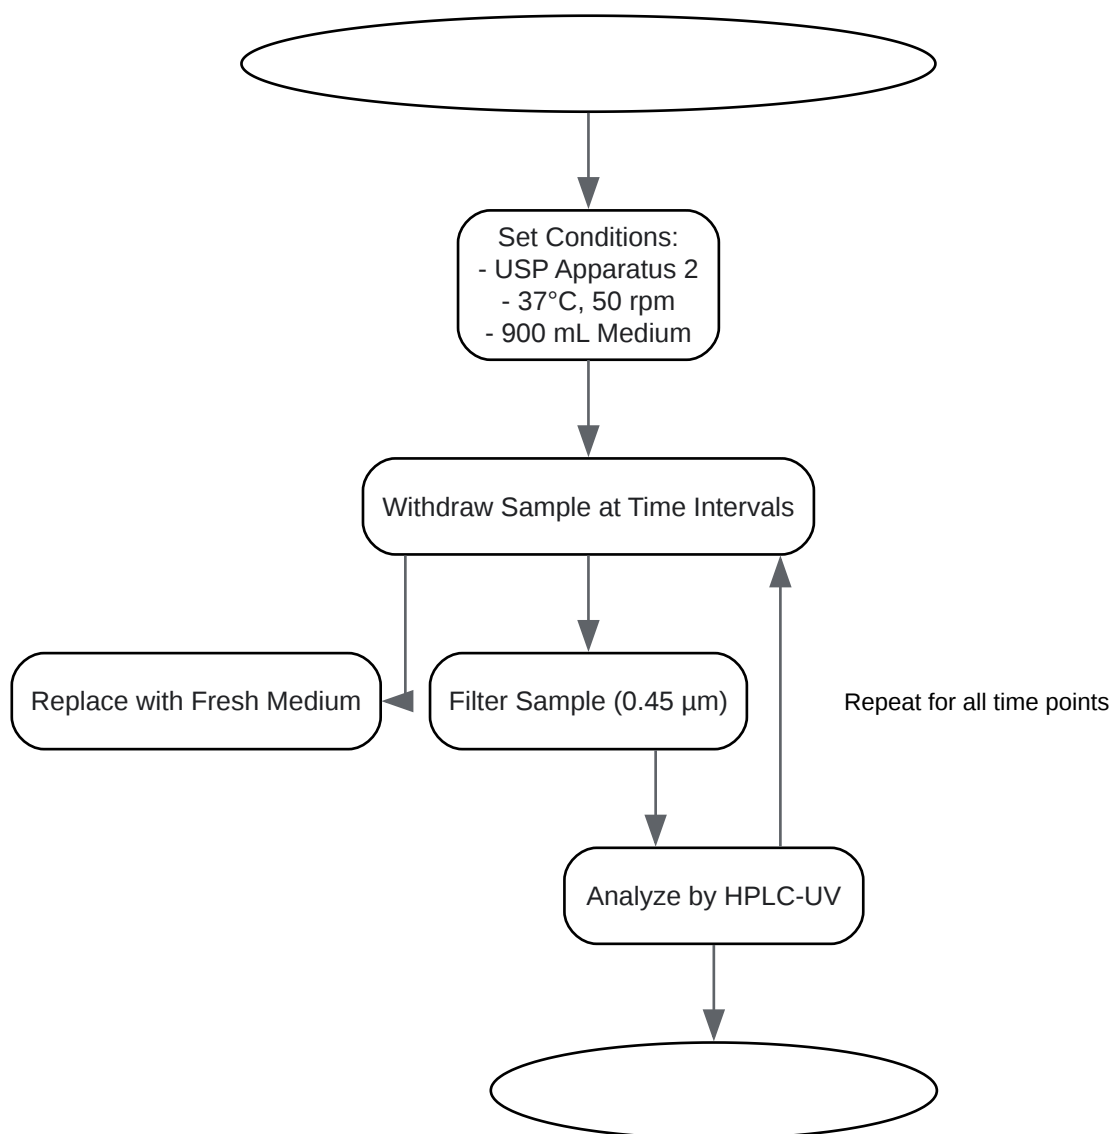 Set Conditions:
- USP Apparatus 2
- 37°C, 50 rpm
- 900 mL Medium
Withdraw Sample at Time Intervals
Replace with Fresh Medium
Filter Sample (0.45 µm)
Repeat for all time points
Analyze by HPLC-UV